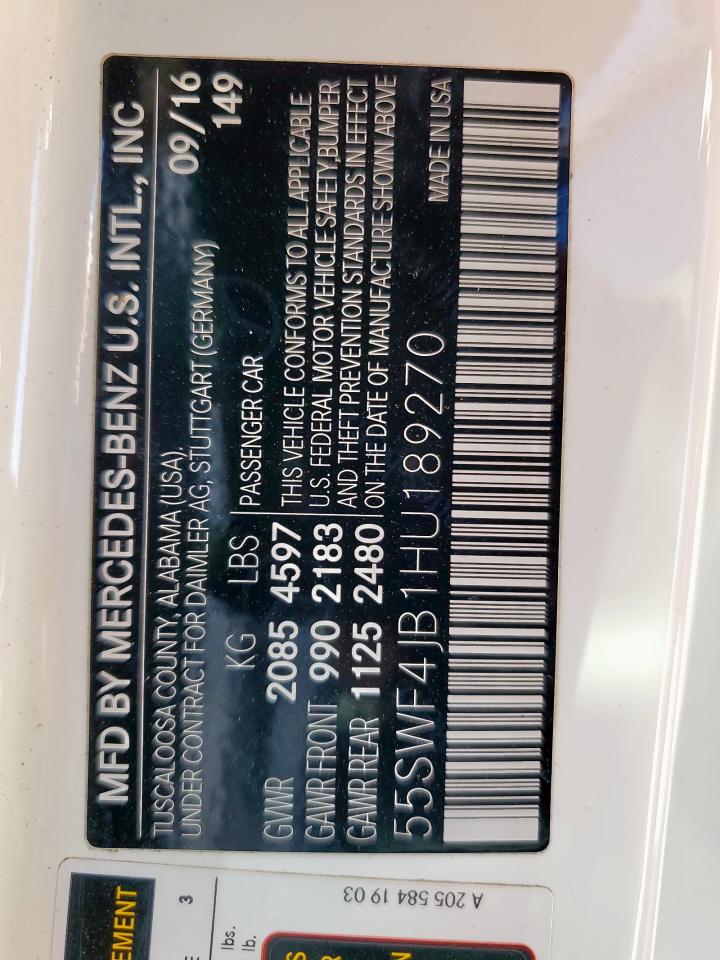 MFD BY MERCEDES-BENZ U.S. INTL., INC
TUSCALOOSA COUNTY, ALABAMA (USA), 09/16
UNDER CONTRACT FOR DAIMLER AG, STUTTGART (GERMANY) 149
KG LBS PASSENGER CAR
GVWR 2085 4597 THIS VEHICLE CONFORMS TO ALL APPLICABLE
GAWR FRONT 990 2183 U.S. FEDERAL MOTOR VEHICLE SAFETY,BUMPER
GAWR REAR 1125 2480 AND THEFT PREVENTION STANDARDS IN EFFECT
ON THE DATE OF MANUFACTURE SHOWN ABOVE
55SWF4JB1HU189270 MADE IN USA
EMENT
E 3
lbs.
lb.
S
R
N
A 205 584 19 03